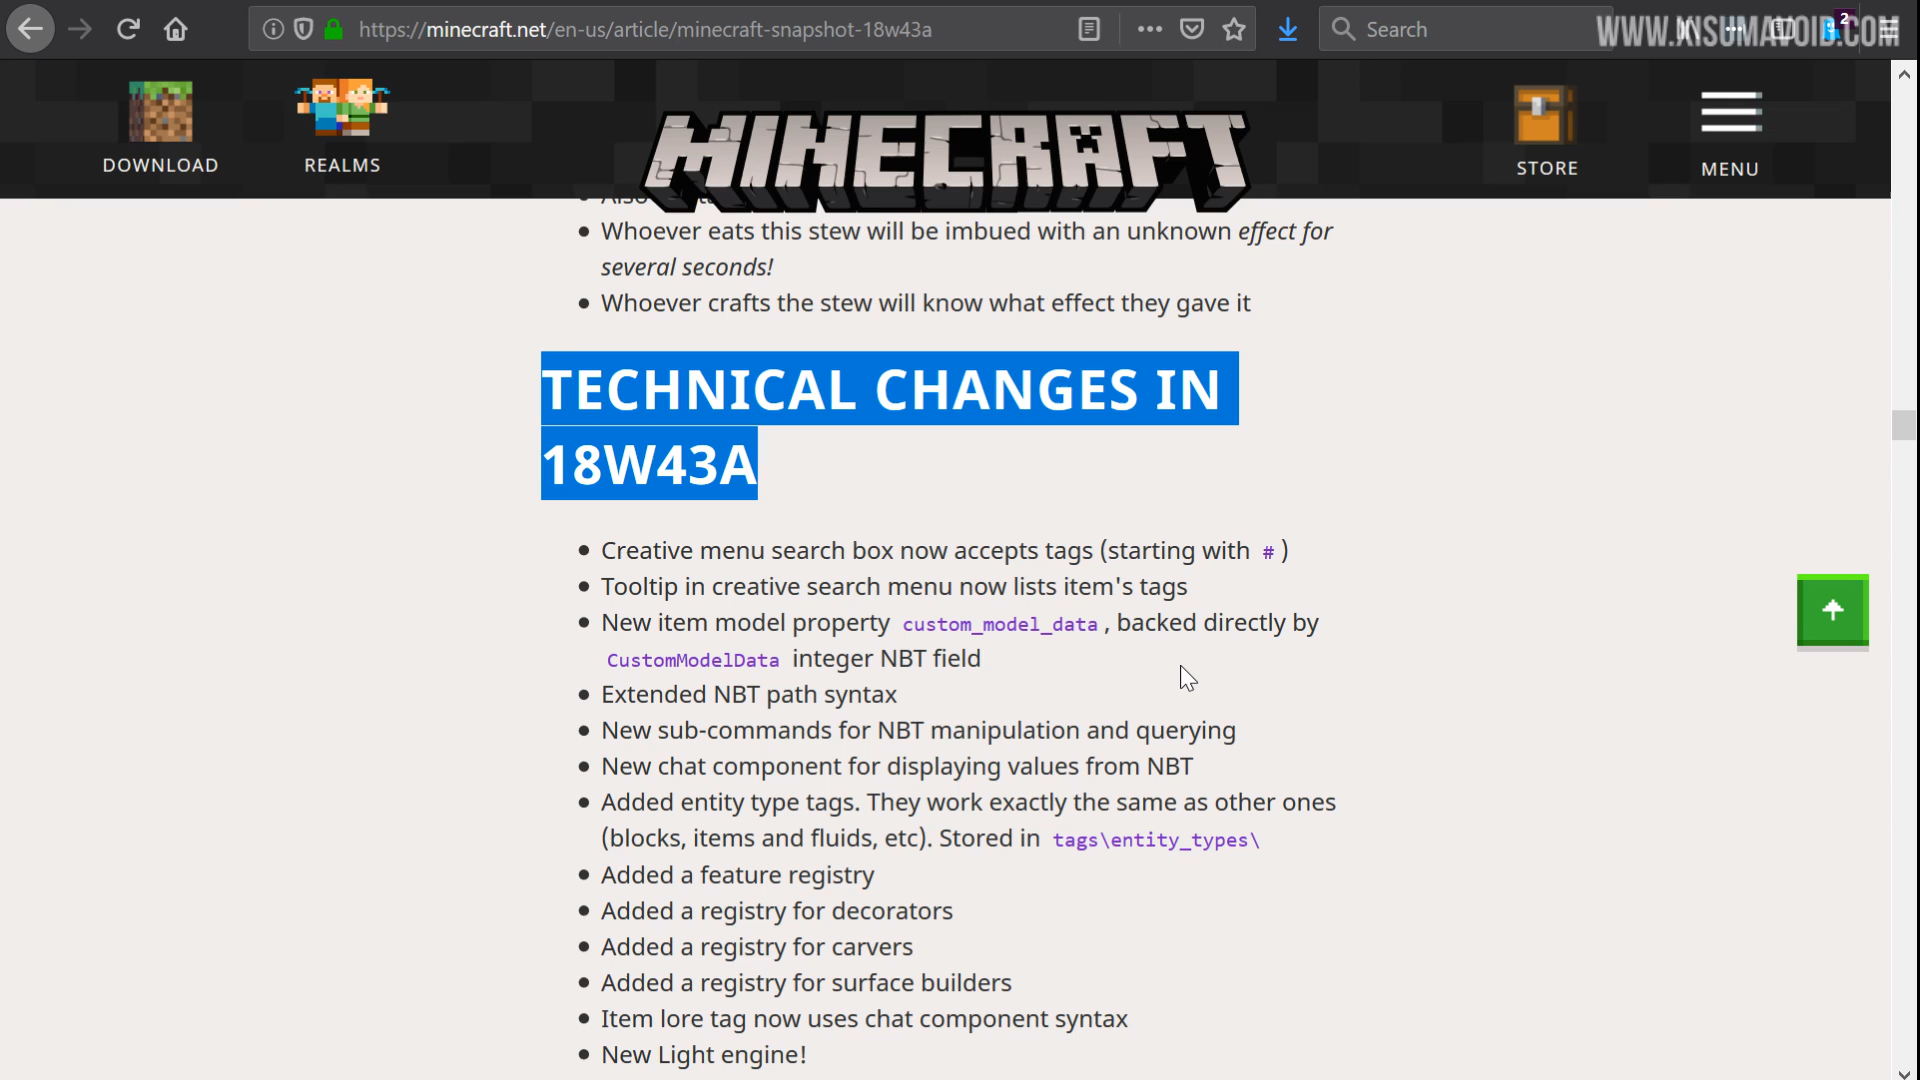 https://minecraft.net/en-us/article/minecraft-snapshot-18w43a
Search
2
WWW.XISUMAVOID.COM
DOWNLOAD
REALMS
MINECRAFT
STORE
MENU
Whoever eats this stew will be imbued with an unknown effect for
several seconds!
Whoever crafts the stew will know what effect they gave it
TECHNICAL CHANGES IN
18W43A
Creative menu search box now accepts tags (starting with # )
Tooltip in creative search menu now lists item's tags
New item model property custom_model_data , backed directly by
CustomModelData integer NBT field
Extended NBT path syntax
New sub-commands for NBT manipulation and querying
New chat component for displaying values from NBT
Added entity type tags. They work exactly the same as other ones
(blocks, items and fluids, etc). Stored in tags\entity_types\
Added a feature registry
Added a registry for decorators
Added a registry for carvers
Added a registry for surface builders
Item lore tag now uses chat component syntax
New Light engine!